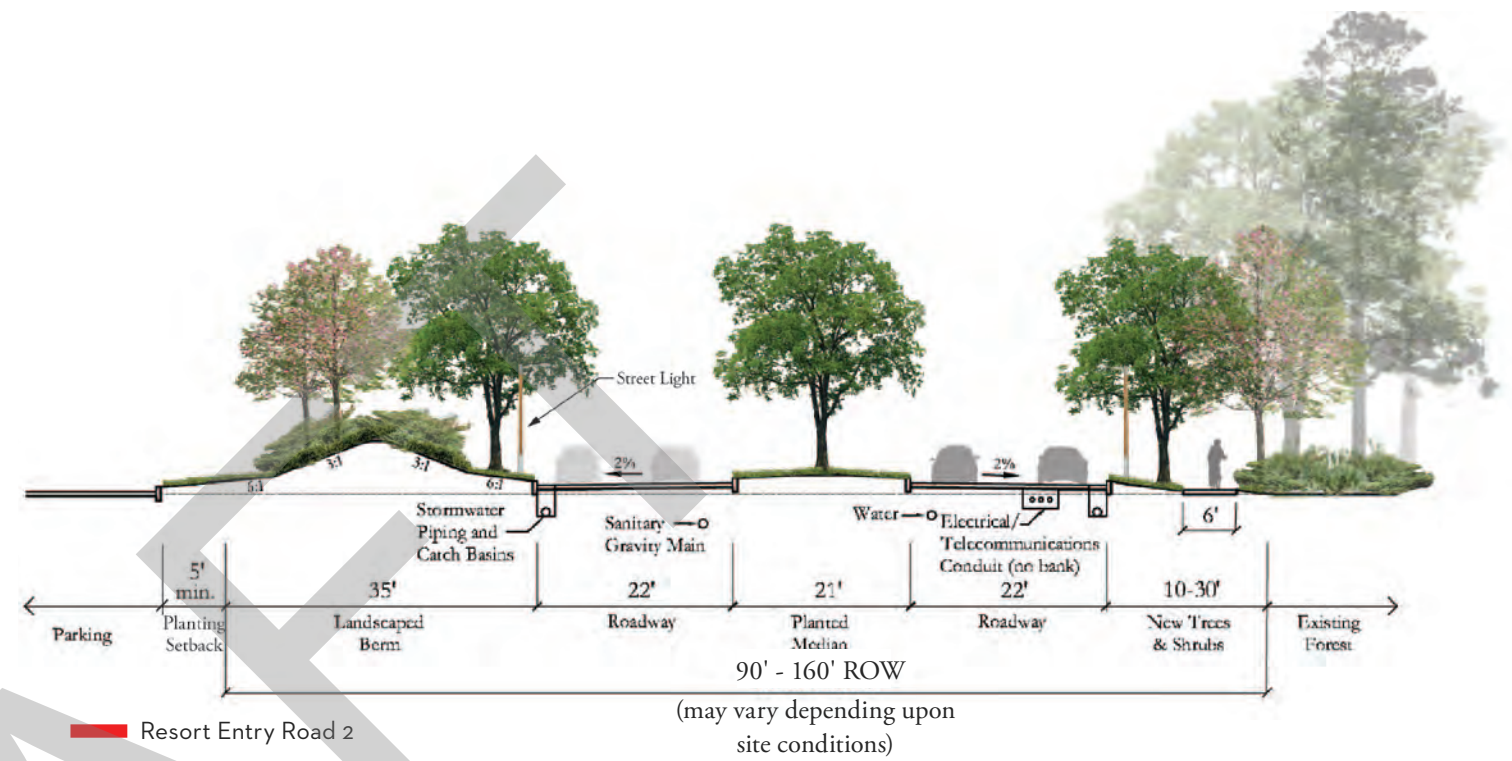 Street Light
3:1
3:1
6:1
6:1
2%
2%
Stormwater
Piping and
Catch Basins
Sanitary
Gravity Main
Water
Electrical/
Telecommunications
Conduit (no bank)
6'
5'
min.
35'
22'
21'
22'
10-30'
Parking
Planting
Setback
Landscaped
Berm
Roadway
Planted
Median
Roadway
New Trees
& Shrubs
Existing
Forest
90' - 160' ROW
(may vary depending upon
site conditions)
Resort Entry Road 2